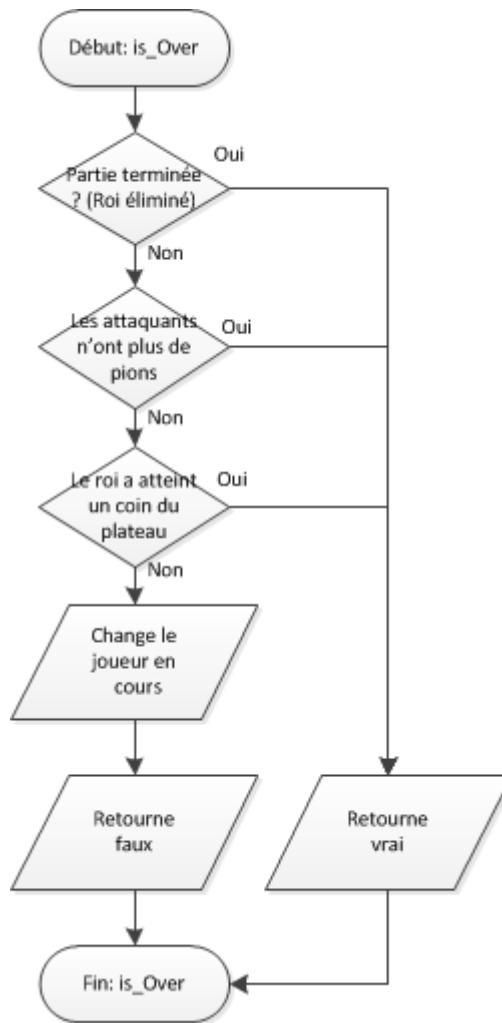 Début: is_Over
Oui
Partie terminée
? (Roi éliminé)
Non
Les attaquants
n’ont plus de
pions
Oui
Non
Le roi a atteint
un coin du
plateau
Oui
Non
Change le
joueur en
cours
Retourne
faux
Retourne
vrai
Fin: is_Over